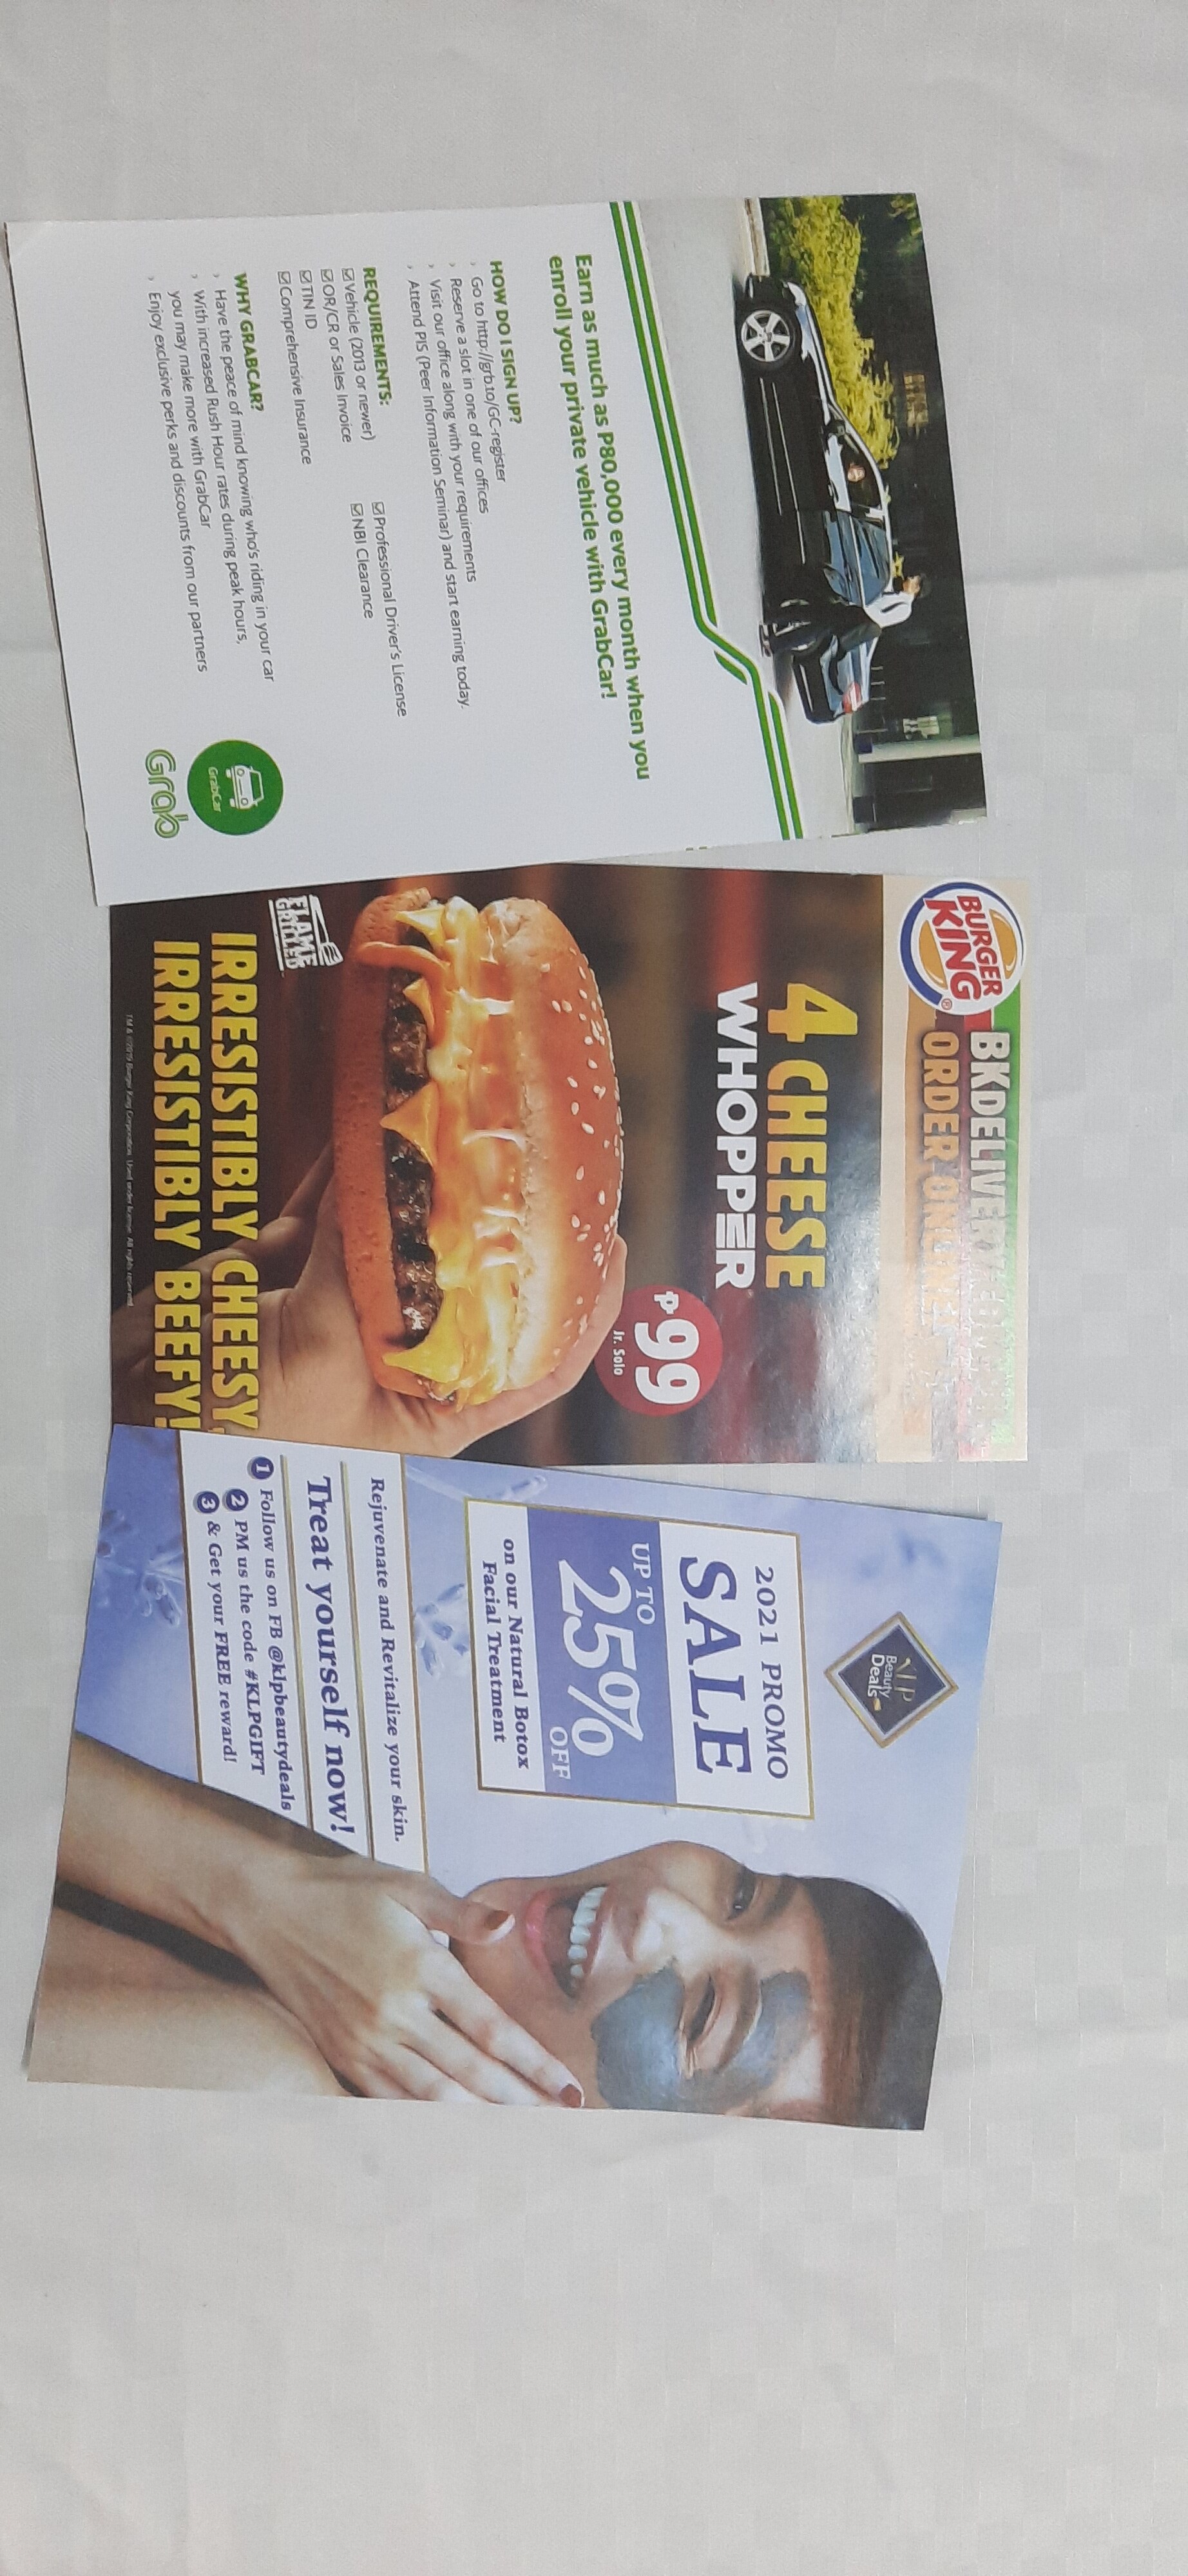 Earn as much as P80,000 every month when you
enroll your private vehicle with GrabCar!
HOW DO I SIGN UP?
› Go to http://grb.to/GC-register
› Reserve a slot in one of our offices
› Visit our office along with your requirements
› Attend PIS (Peer Information Seminar) and start earning today.
REQUIREMENTS:
☑ Vehicle (2013 or newer)
☑ OR/CR or Sales Invoice
☑ TIN ID
☑ Comprehensive Insurance
☑ Professional Driver's License
☑ NBI Clearance
WHY GRABCAR?
› Have the peace of mind knowing who's riding in your car
› With increased Rush Hour rates during peak hours,
you may make more with GrabCar
› Enjoy exclusive perks and discounts from our partners
GrabCar
Grab
BURGER
KING®
ORDER
4 CHEESE
WHOPPER
₱99
Jr. Solo
FLAME
GRILLED
IRRESISTIBLY CHEESY,
IRRESISTIBLY BEEFY!
TM & ©2019 Burger King Corporation. Used under license. All rights reserved.
KLP
Beauty
Deals
2021 PROMO
SALE
UP TO
25%
OFF
on our Natural Botox
Facial Treatment
Rejuvenate and Revitalize your skin.
Treat yourself now!
1 Follow us on FB @klpbeautydeals
2 PM us the code #KLPGIFT
3 & Get your FREE reward!